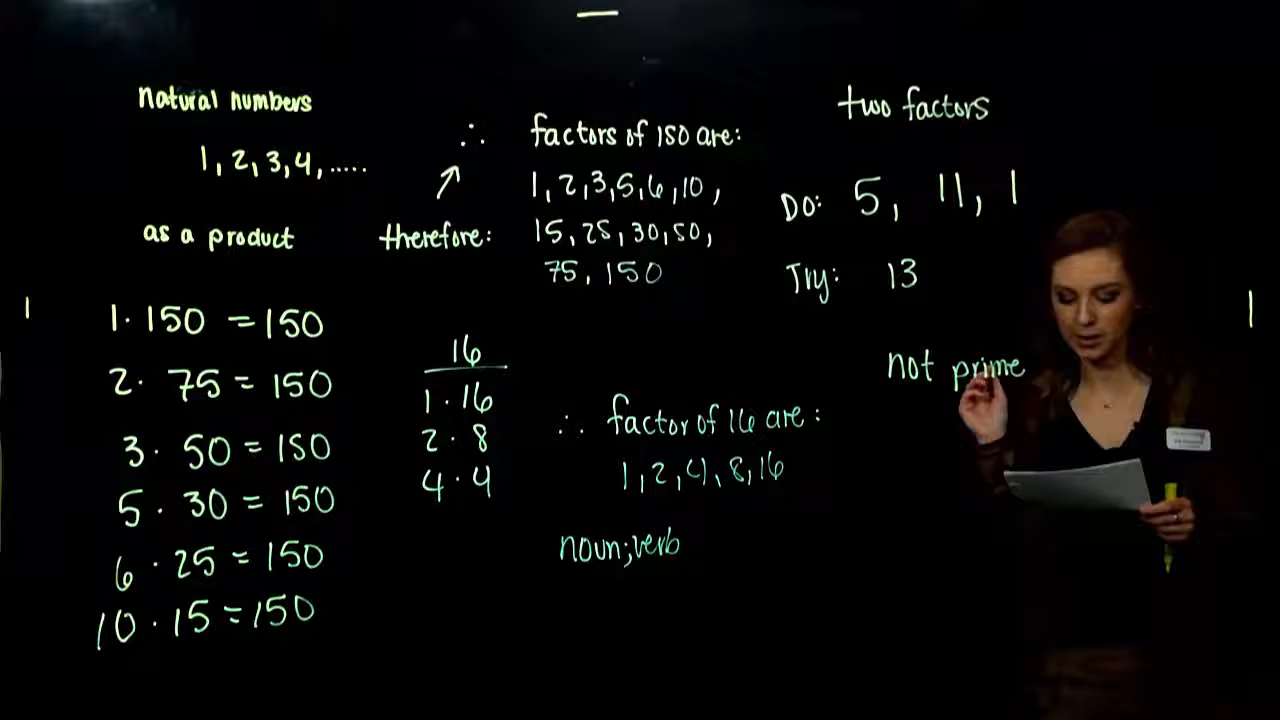 natural numbers
1, 2, 3, 4, .....
as a product
1 · 150 = 150
2 · 75 = 150
3 · 50 = 150
5 · 30 = 150
6 · 25 = 150
10 · 15 = 150
∴ factors of 150 are:
1, 2, 3, 5, 6, 10,
therefore: 15, 25, 30, 50,
75, 150
16
1 · 16
2 · 8
4 · 4
∴ factor of 16 are:
1, 2, 4, 8, 16
noun; verb
two factors
Do: 5, 11, 1
Try: 13
not prime